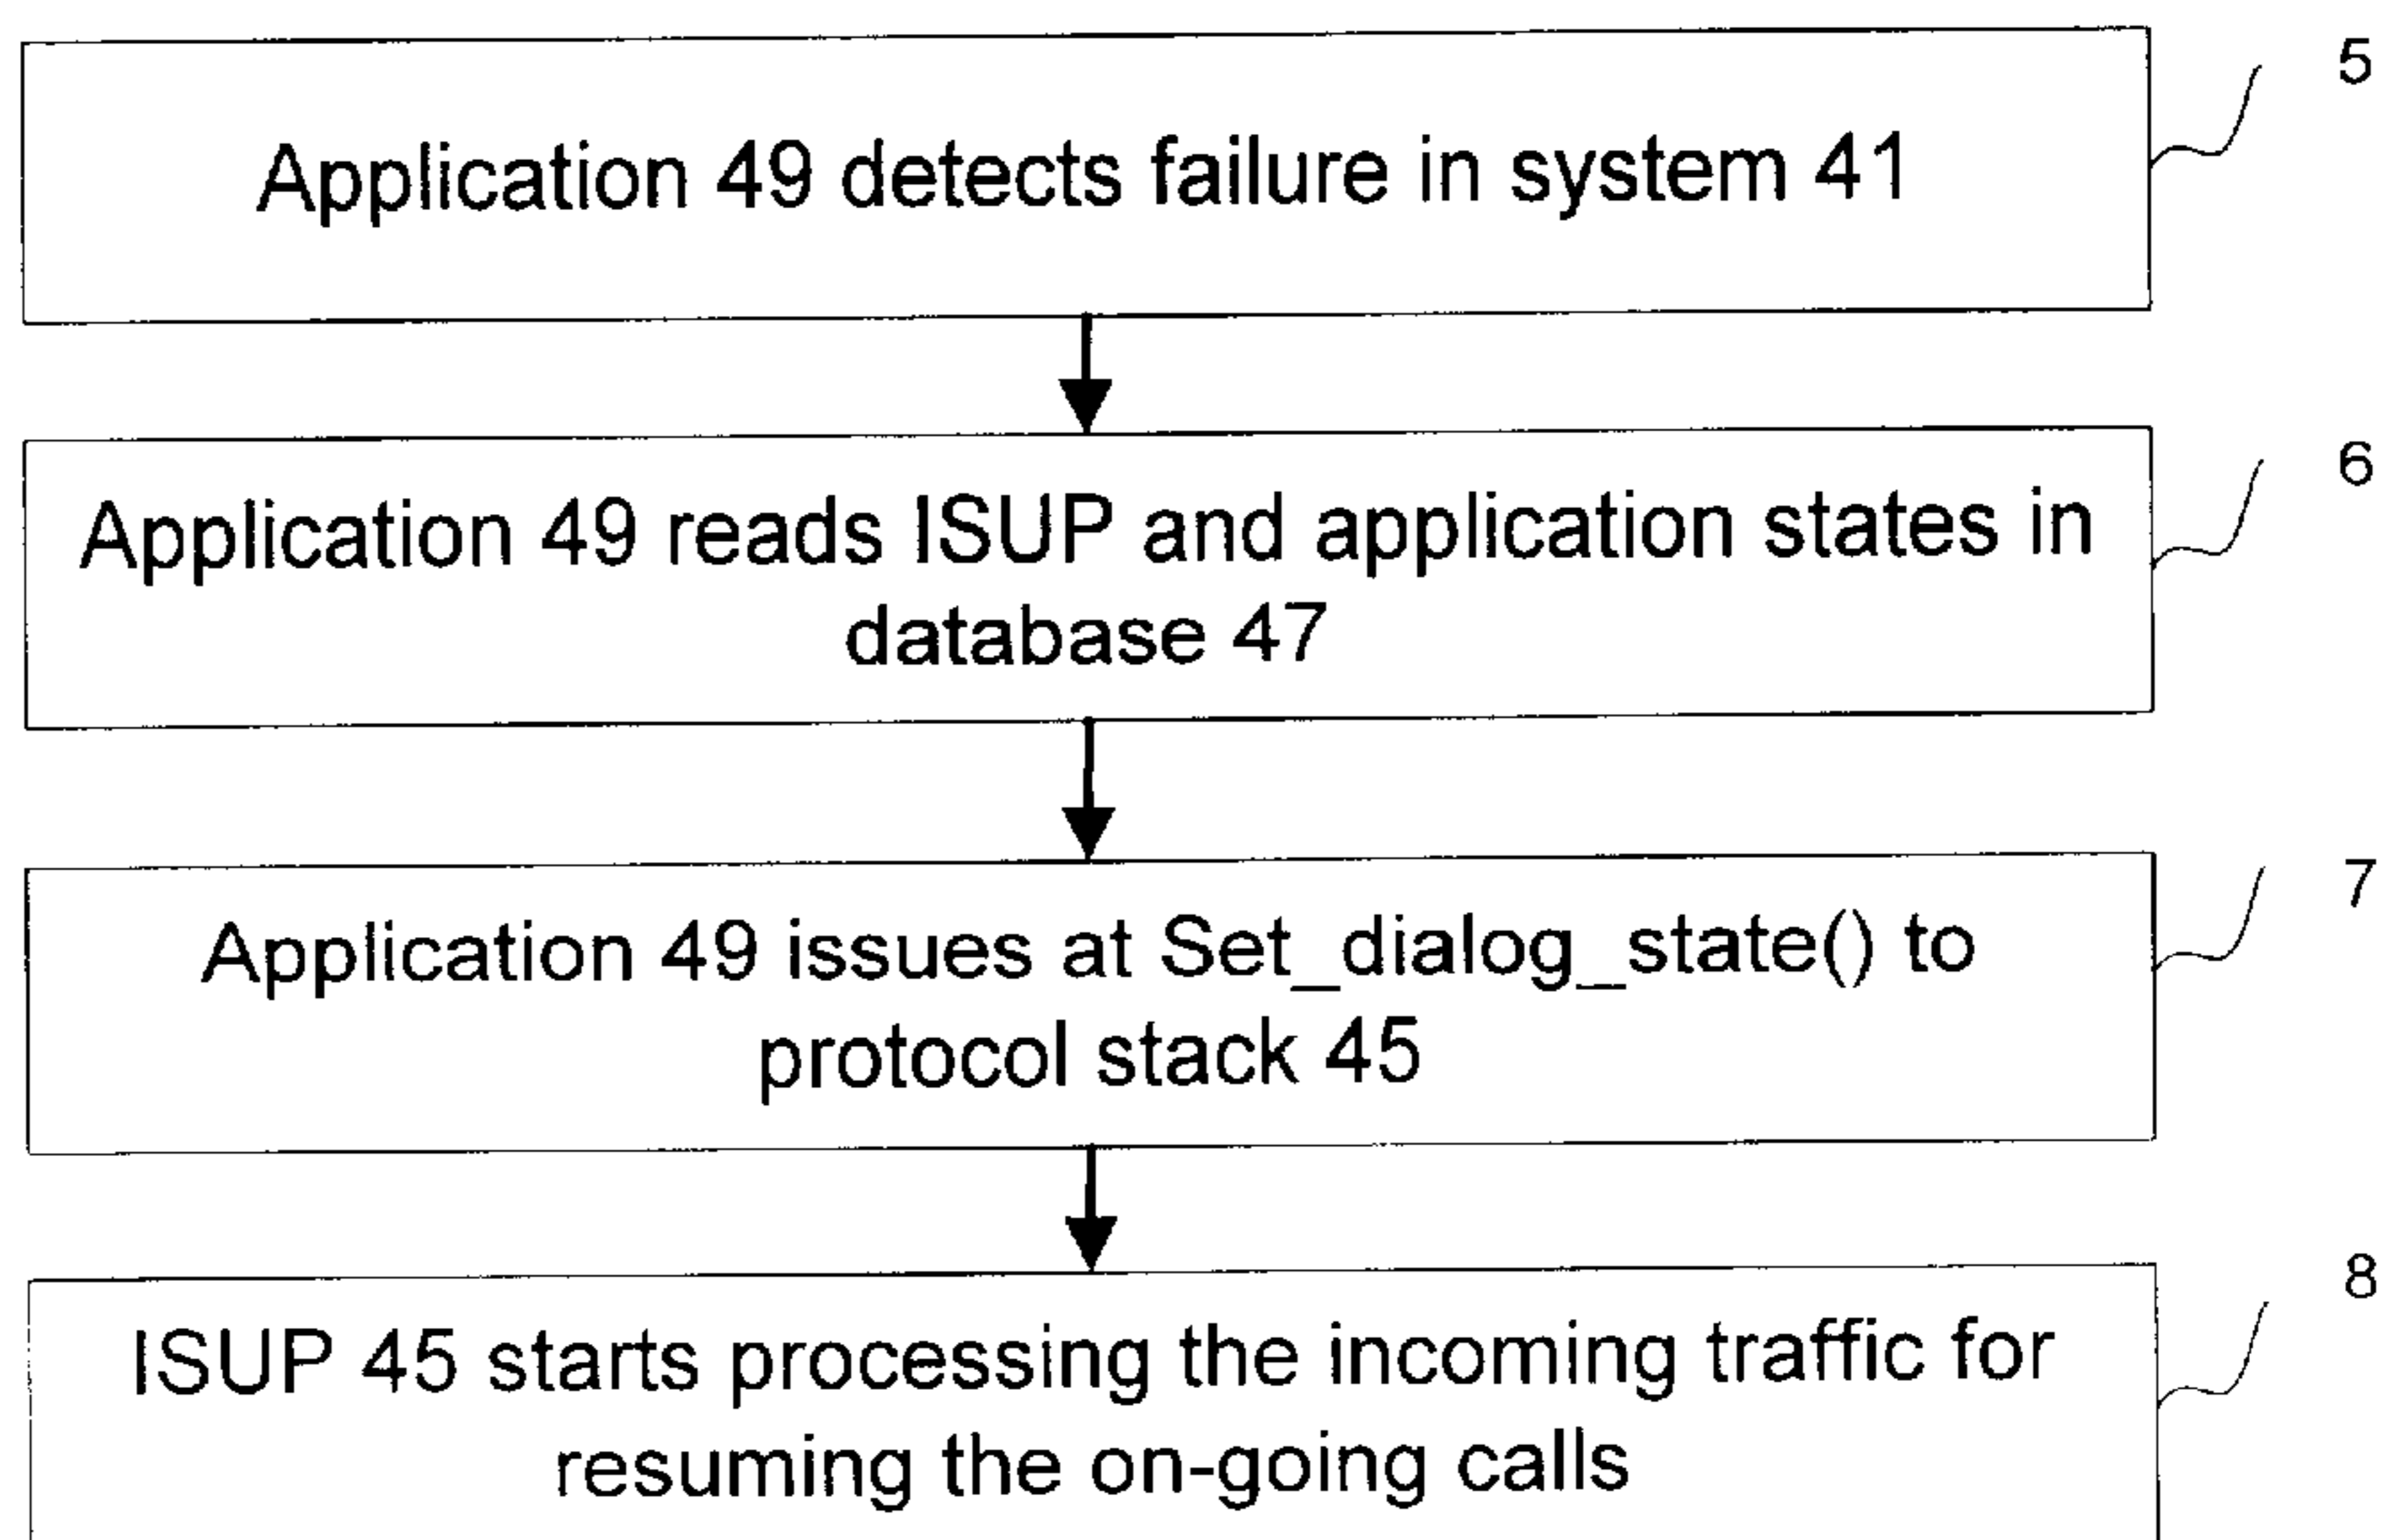 5
Application 49 detects failure in system 41
6
Application 49 reads ISUP and application states in
database 47
7
Application 49 issues at Set_dialog_state() to
protocol stack 45
8
ISUP 45 starts processing the incoming traffic for
resuming the on-going calls